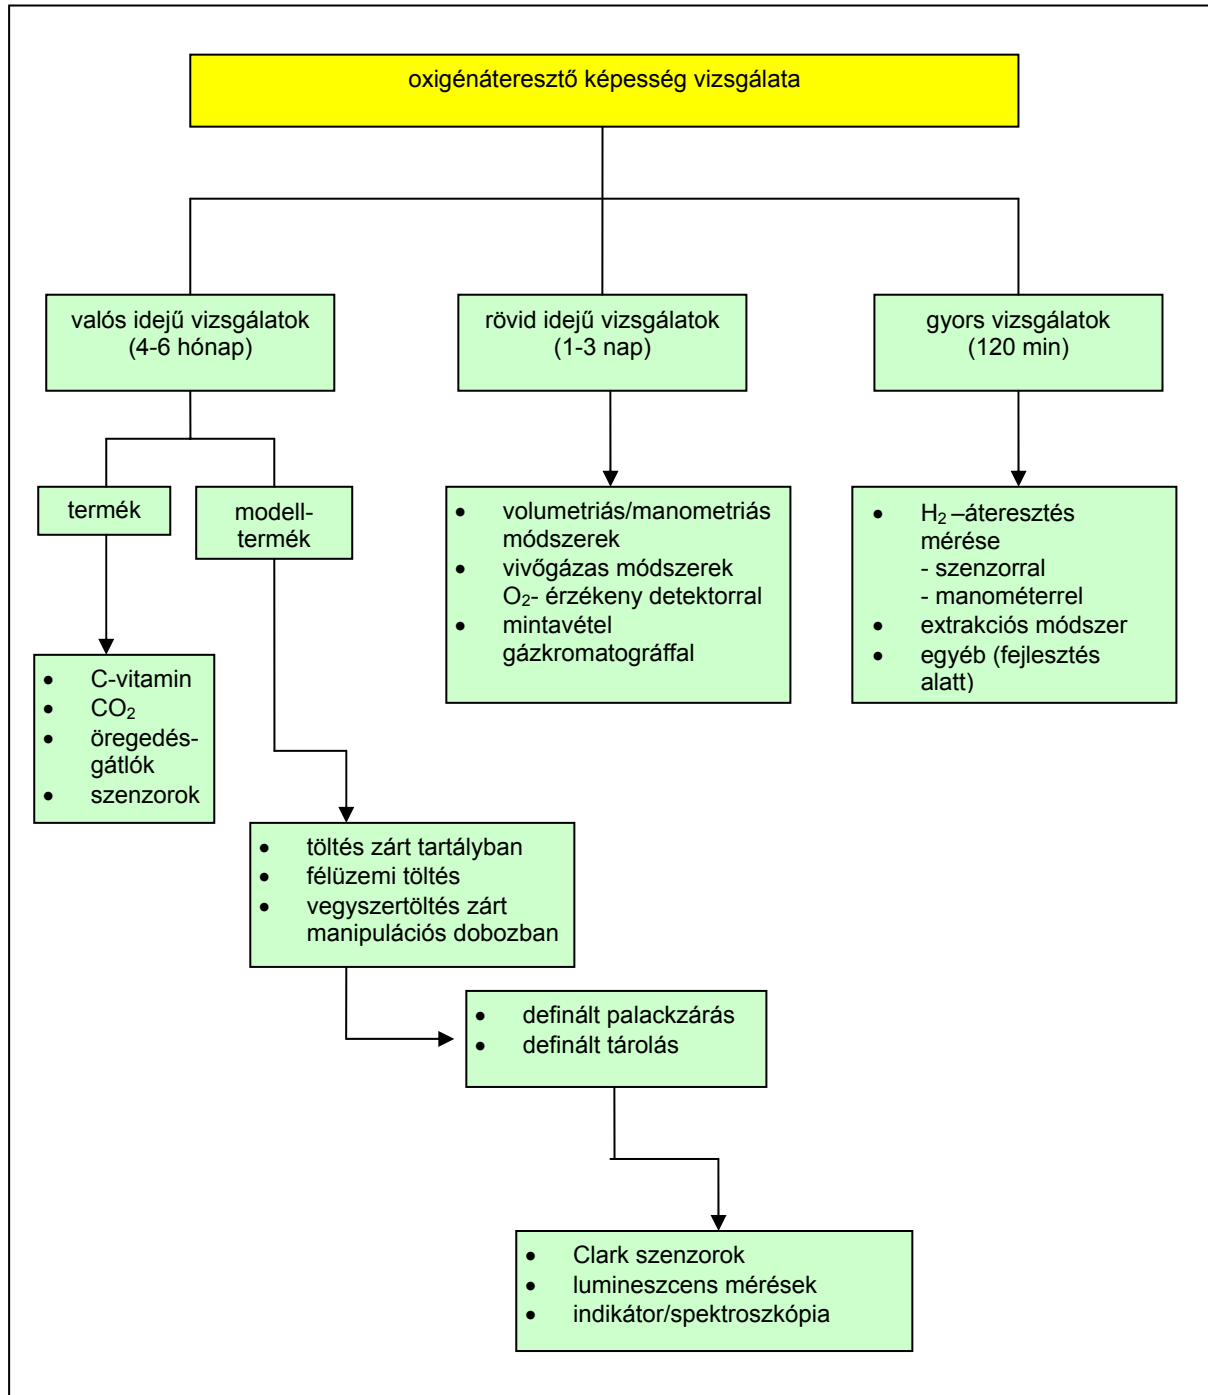 oxigénáteresztő képesség vizsgálata
valós idejű vizsgálatok
(4-6 hónap)
rövid idejű vizsgálatok
(1-3 nap)
gyors vizsgálatok
(120 min)
termék
modell-
termék
• volumetriás/manometriás
módszerek
• vivőgázas módszerek
O₂- érzékeny detektorral
• mintavétel
gázkromatográffal
• H₂ –áteresztés
mérése
- szenzorral
- manométerrel
• extrakciós módszer
• egyéb (fejlesztés
alatt)
• C-vitamin
• CO₂
• öregedés-
gátlók
• szenzorok
• töltés zárt tartályban
• félüzemi töltés
• vegyszertöltés zárt
manipulációs dobozban
• definált palackzárás
• definált tárolás
• Clark szenzorok
• lumineszcens mérések
• indikátor/spektroszkópia